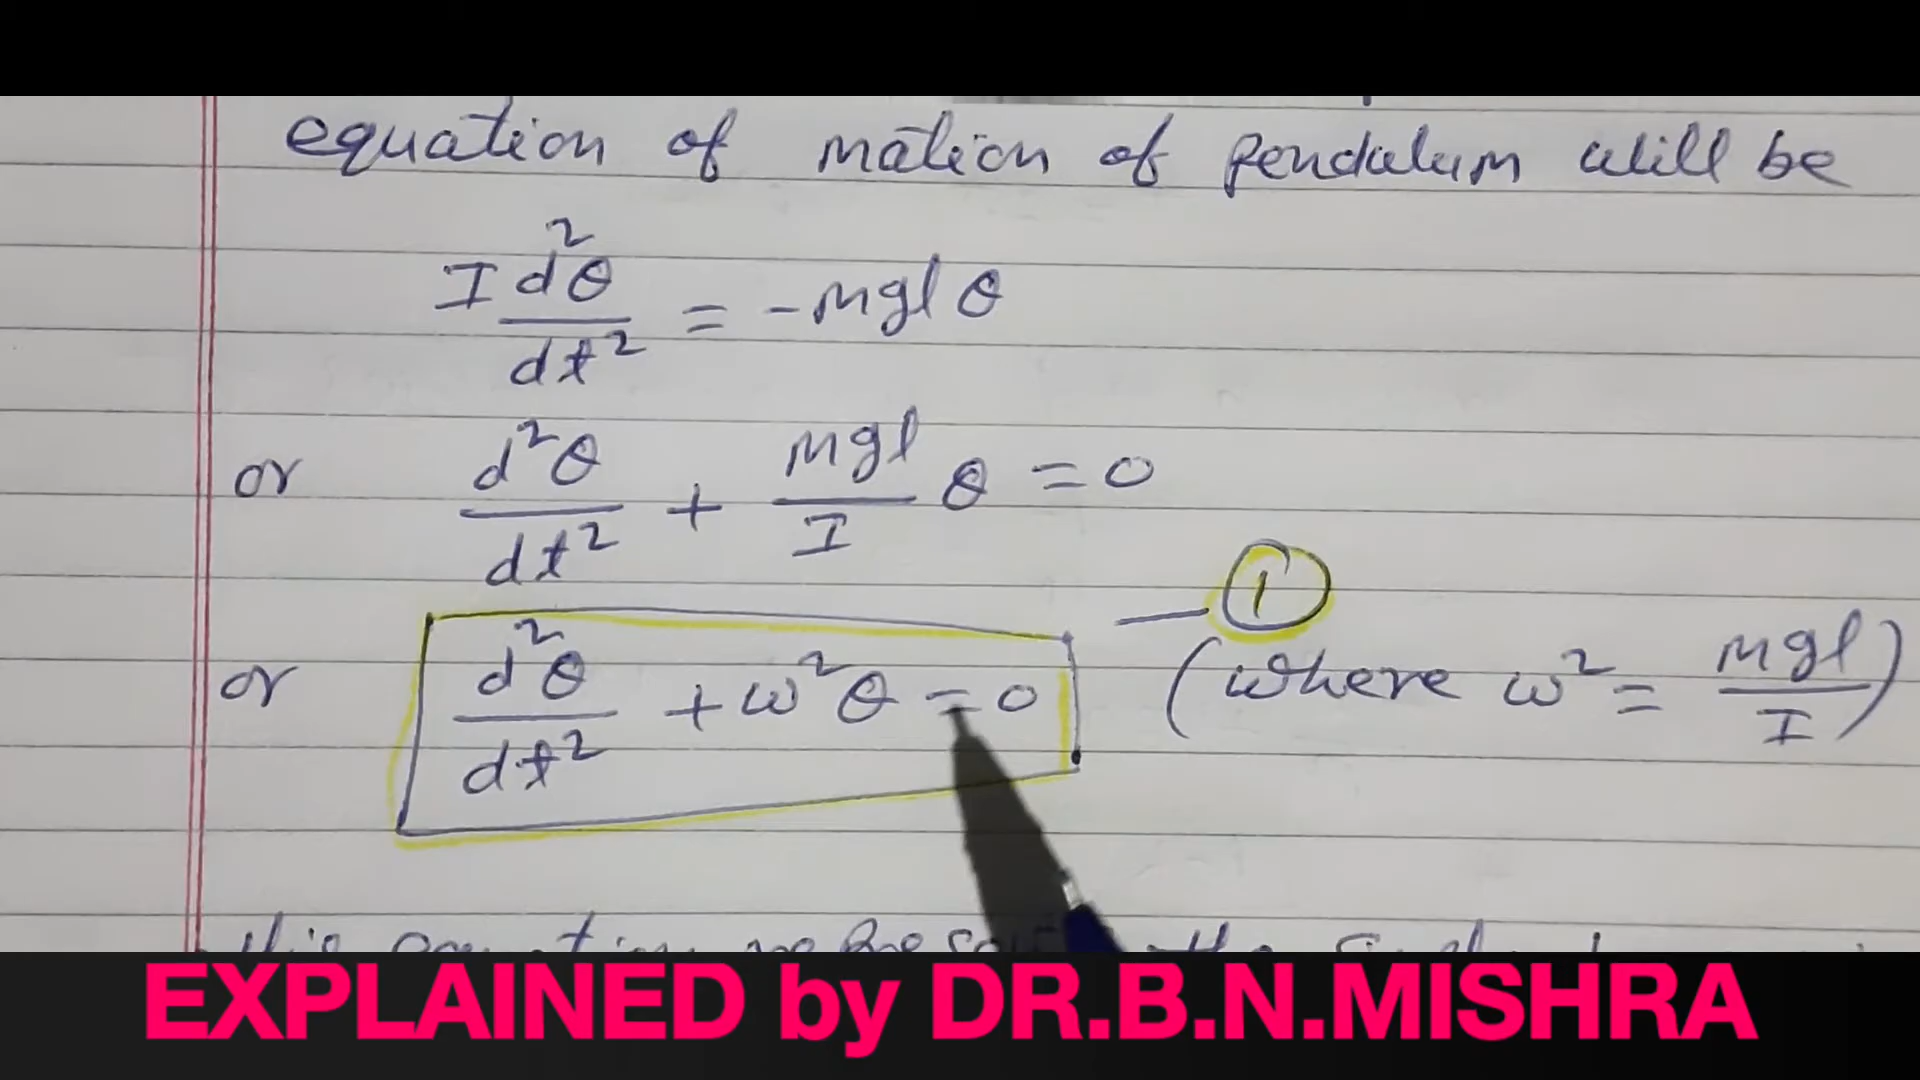 equation of motion of pendulum will be
I d²θ/dt² = -Mglθ
or d²θ/dt² + Mgl/I θ = 0
or d²θ/dt² + ω²θ = 0 — ① (where ω² = Mgl/I)
EXPLAINED by DR.B.N.MISHRA